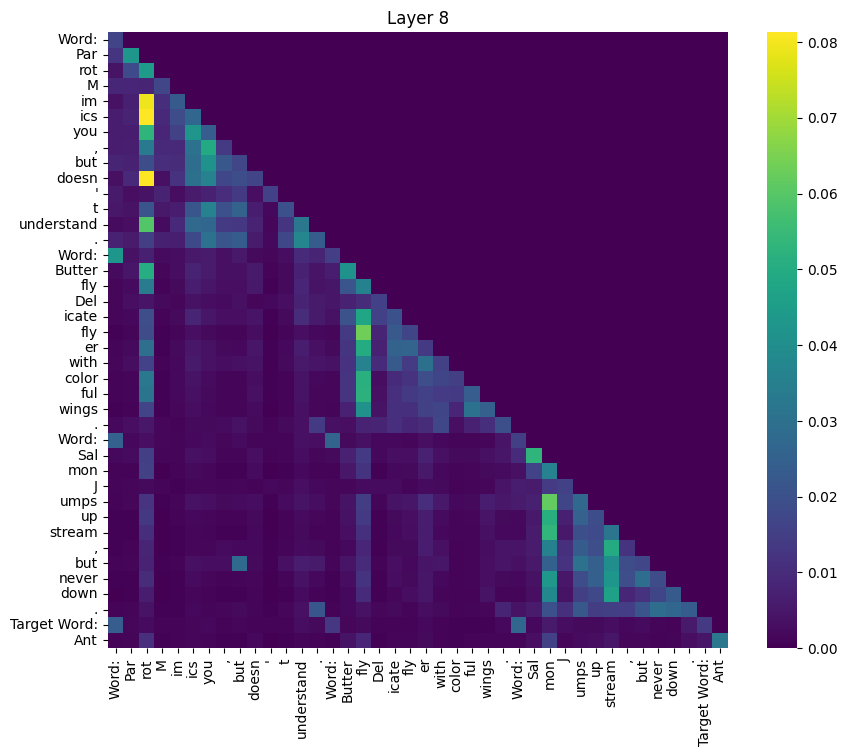 Layer 8
Word:
Par
rot
M
im
ics
you
,
but
doesn
'
t
understand
.
Word:
Butter
fly
Del
icate
fly
er
with
color
ful
wings
.
Word:
Sal
mon
J
umps
up
stream
,
but
never
down
.
Target Word:
Ant
0.08
0.07
0.06
0.05
0.04
0.03
0.02
0.01
0.00
Word: Par rot M im ics you , but doesn ' t understand . Word: Butter fly Del icate fly er with color ful wings . Word: Sal mon J umps up stream , but never down . Target Word: Ant